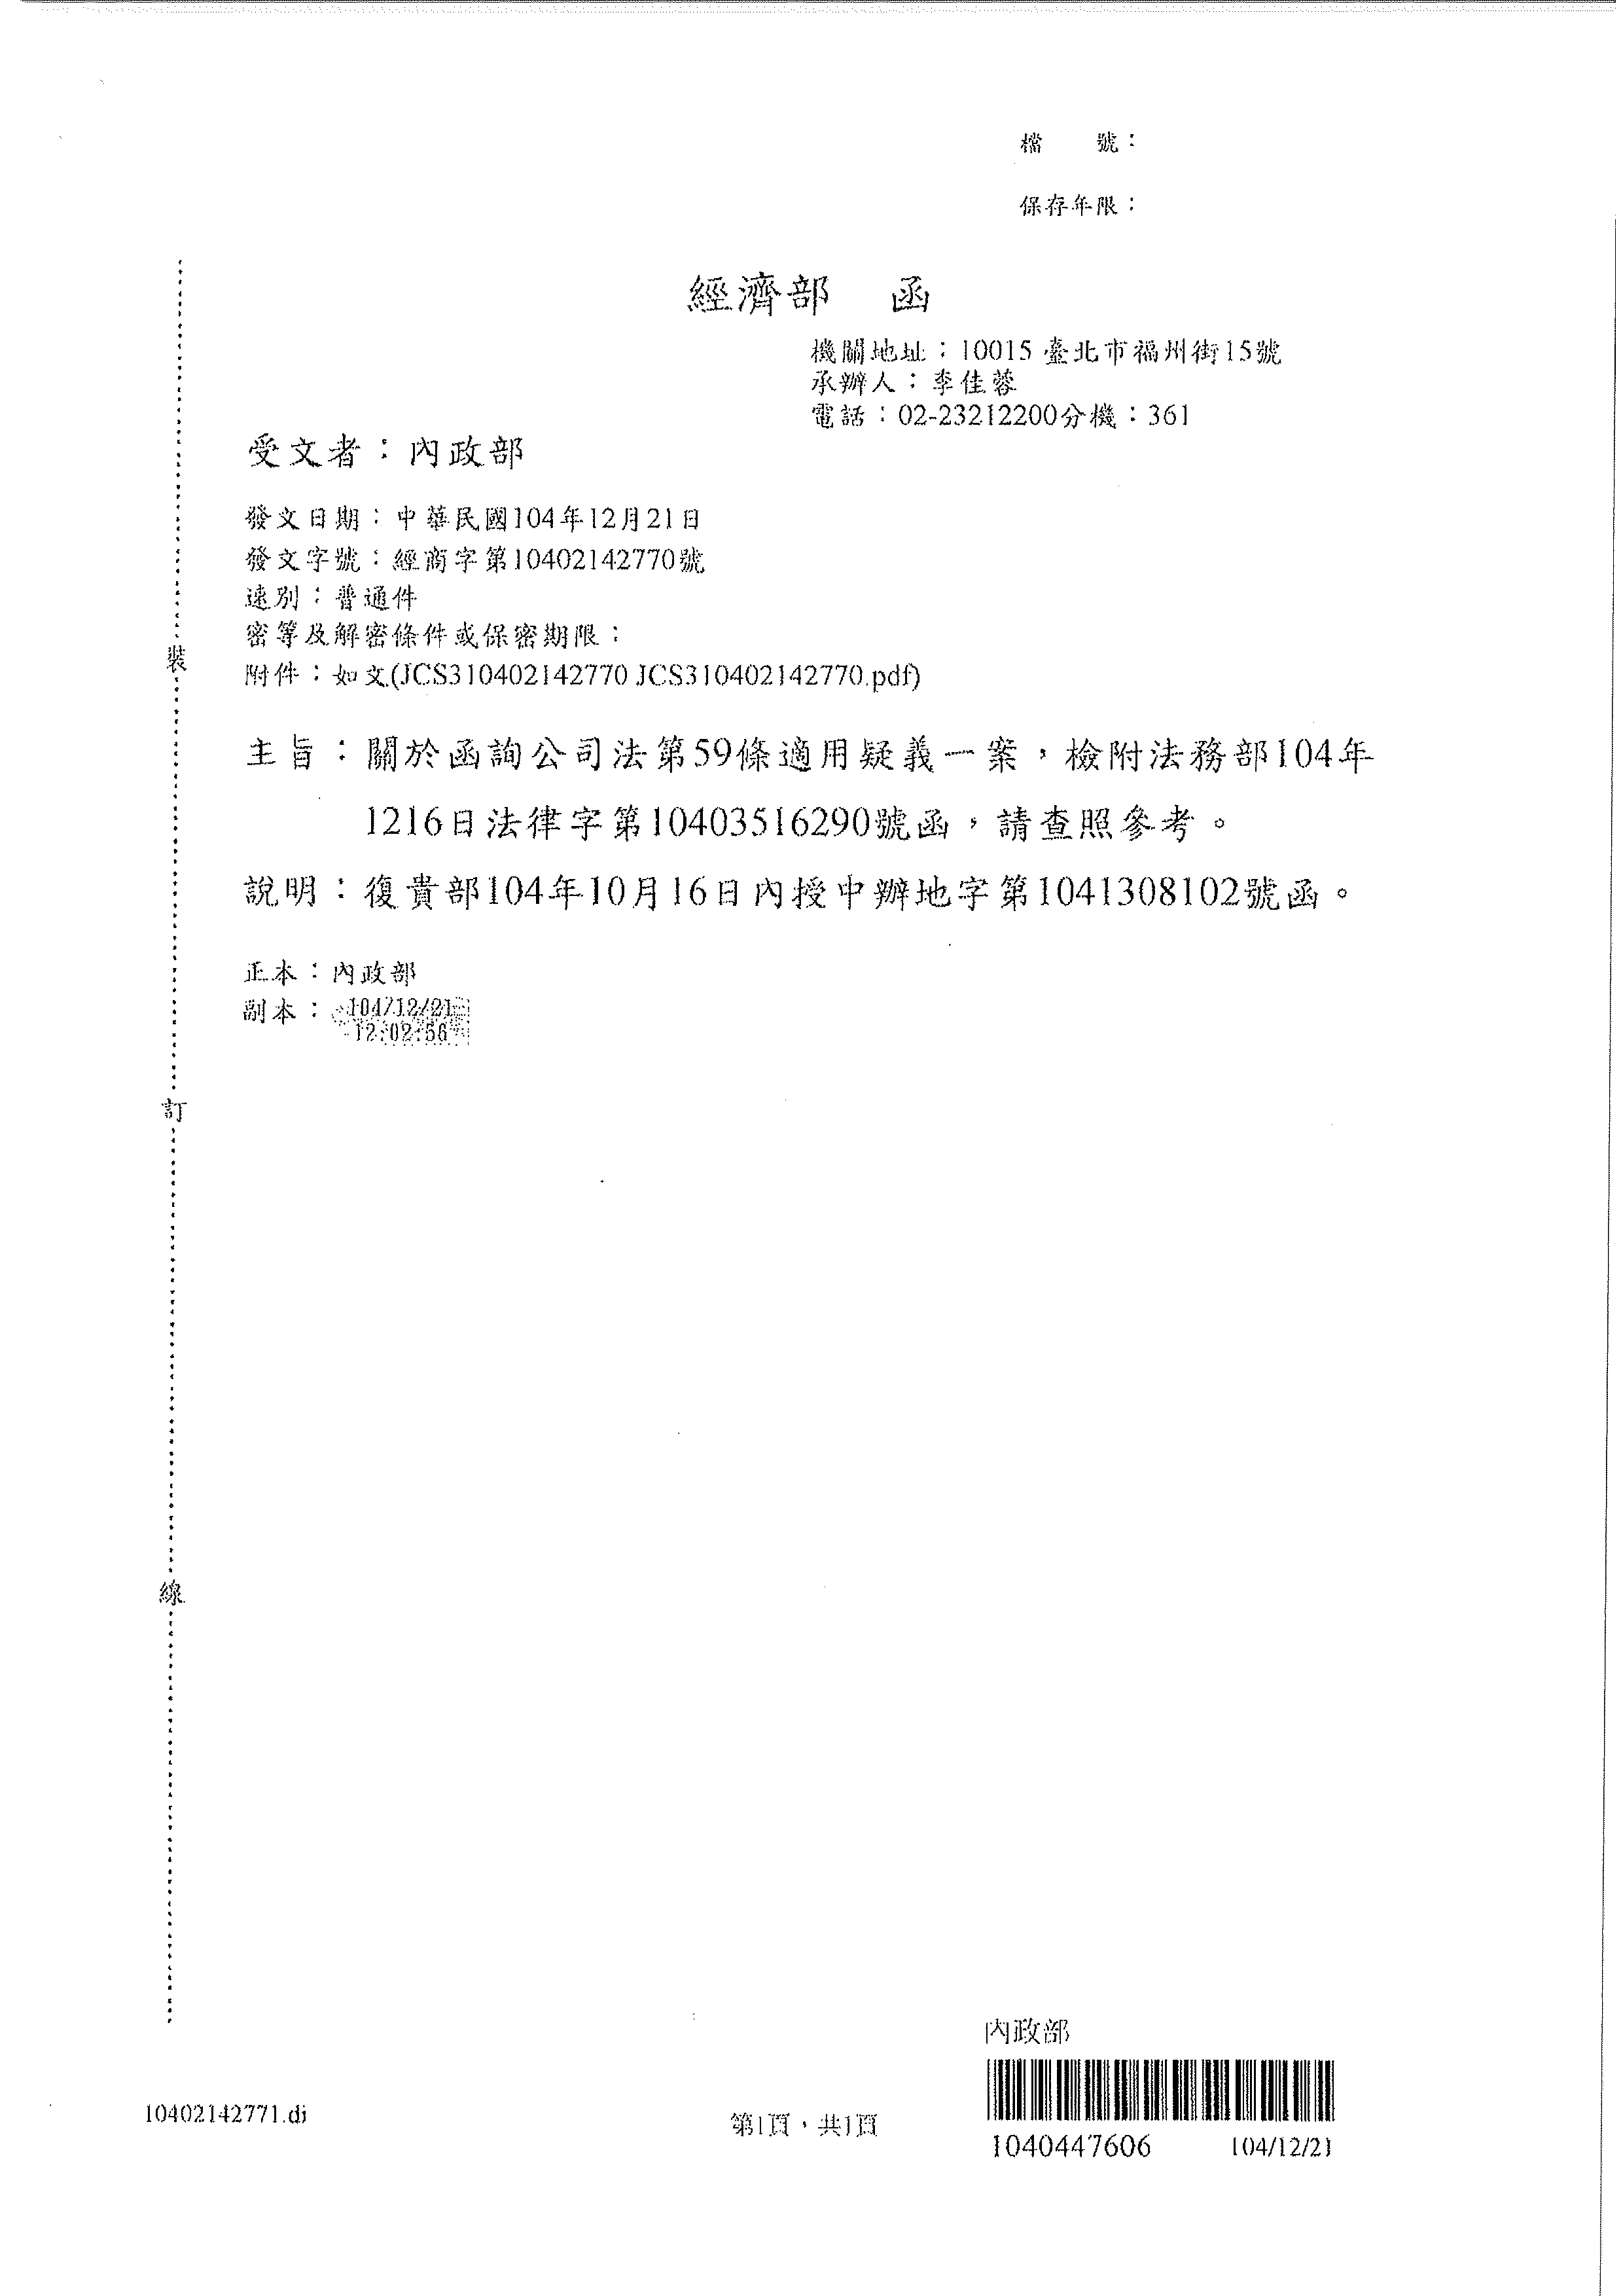 檔　　號：
保存年限：
經濟部　函
機關地址：10015 臺北市福州街15號
承辦人：李佳蓉
電話：02-23212200分機：361
受文者：內政部
發文日期：中華民國104年12月21日
發文字號：經商字第10402142770號
速別：普通件
密等及解密條件或保密期限：
附件：如文(JCS310402142770 JCS310402142770.pdf)
主旨：關於函詢公司法第59條適用疑義一案，檢附法務部104年
1216日法律字第10403516290號函，請查照參考。
說明：復貴部104年10月16日內授中辦地字第1041308102號函。
正本：內政部
副本：
104/12/21
12:02:56
裝
訂
線
內政部
10402142771.di
第1頁，共1頁
1040447606　104/12/21